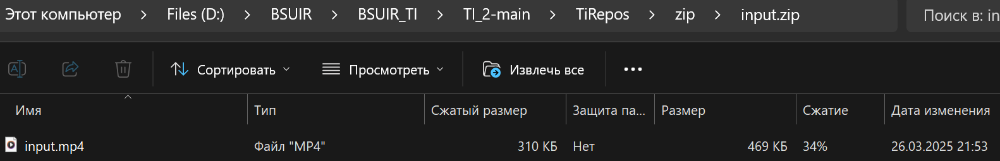 Этот компьютер > Files (D:) > BSUIR > BSUIR_TI > TI_2-main > TiRepos > zip > input.zip Поиск в: in
Сортировать Просмотреть Извлечь все •••
Имя Тип Сжатый размер Защита па... Размер Сжатие Дата изменения
input.mp4 Файл "MP4" 310 КБ Нет 469 КБ 34% 26.03.2025 21:53